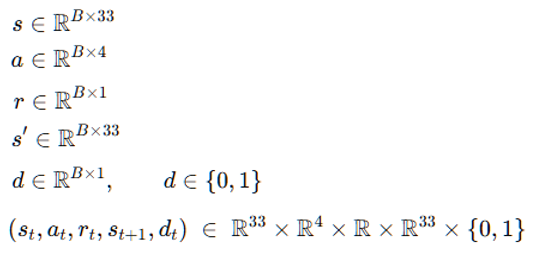 s ∈ ℝ^{B×33}
a ∈ ℝ^{B×4}
r ∈ ℝ^{B×1}
s′ ∈ ℝ^{B×33}
d ∈ ℝ^{B×1}, d ∈ {0, 1}
(s_t, a_t, r_t, s_{t+1}, d_t) ∈ ℝ^{33} × ℝ^4 × ℝ × ℝ^{33} × {0, 1}